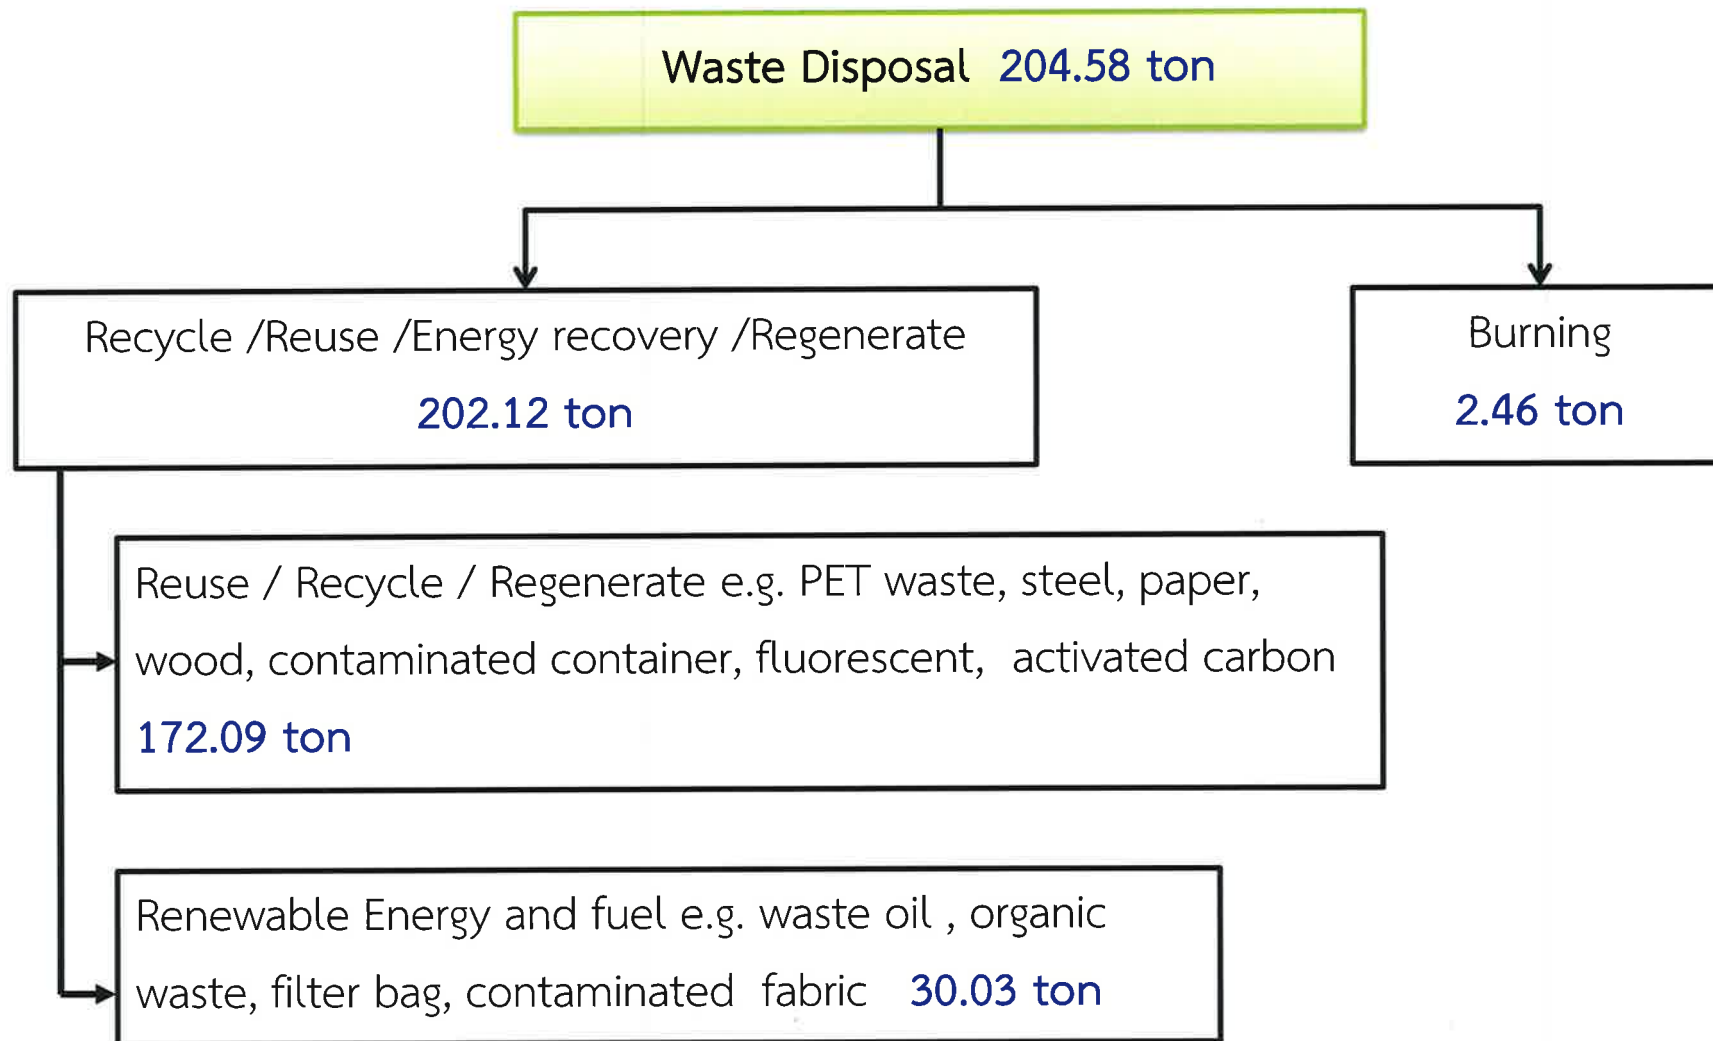 Waste Disposal 204.58 ton
Recycle /Reuse /Energy recovery /Regenerate
202.12 ton
Burning
2.46 ton
Reuse / Recycle / Regenerate e.g. PET waste, steel, paper,
wood, contaminated container, fluorescent, activated carbon
172.09 ton
Renewable Energy and fuel e.g. waste oil , organic
waste, filter bag, contaminated fabric 30.03 ton